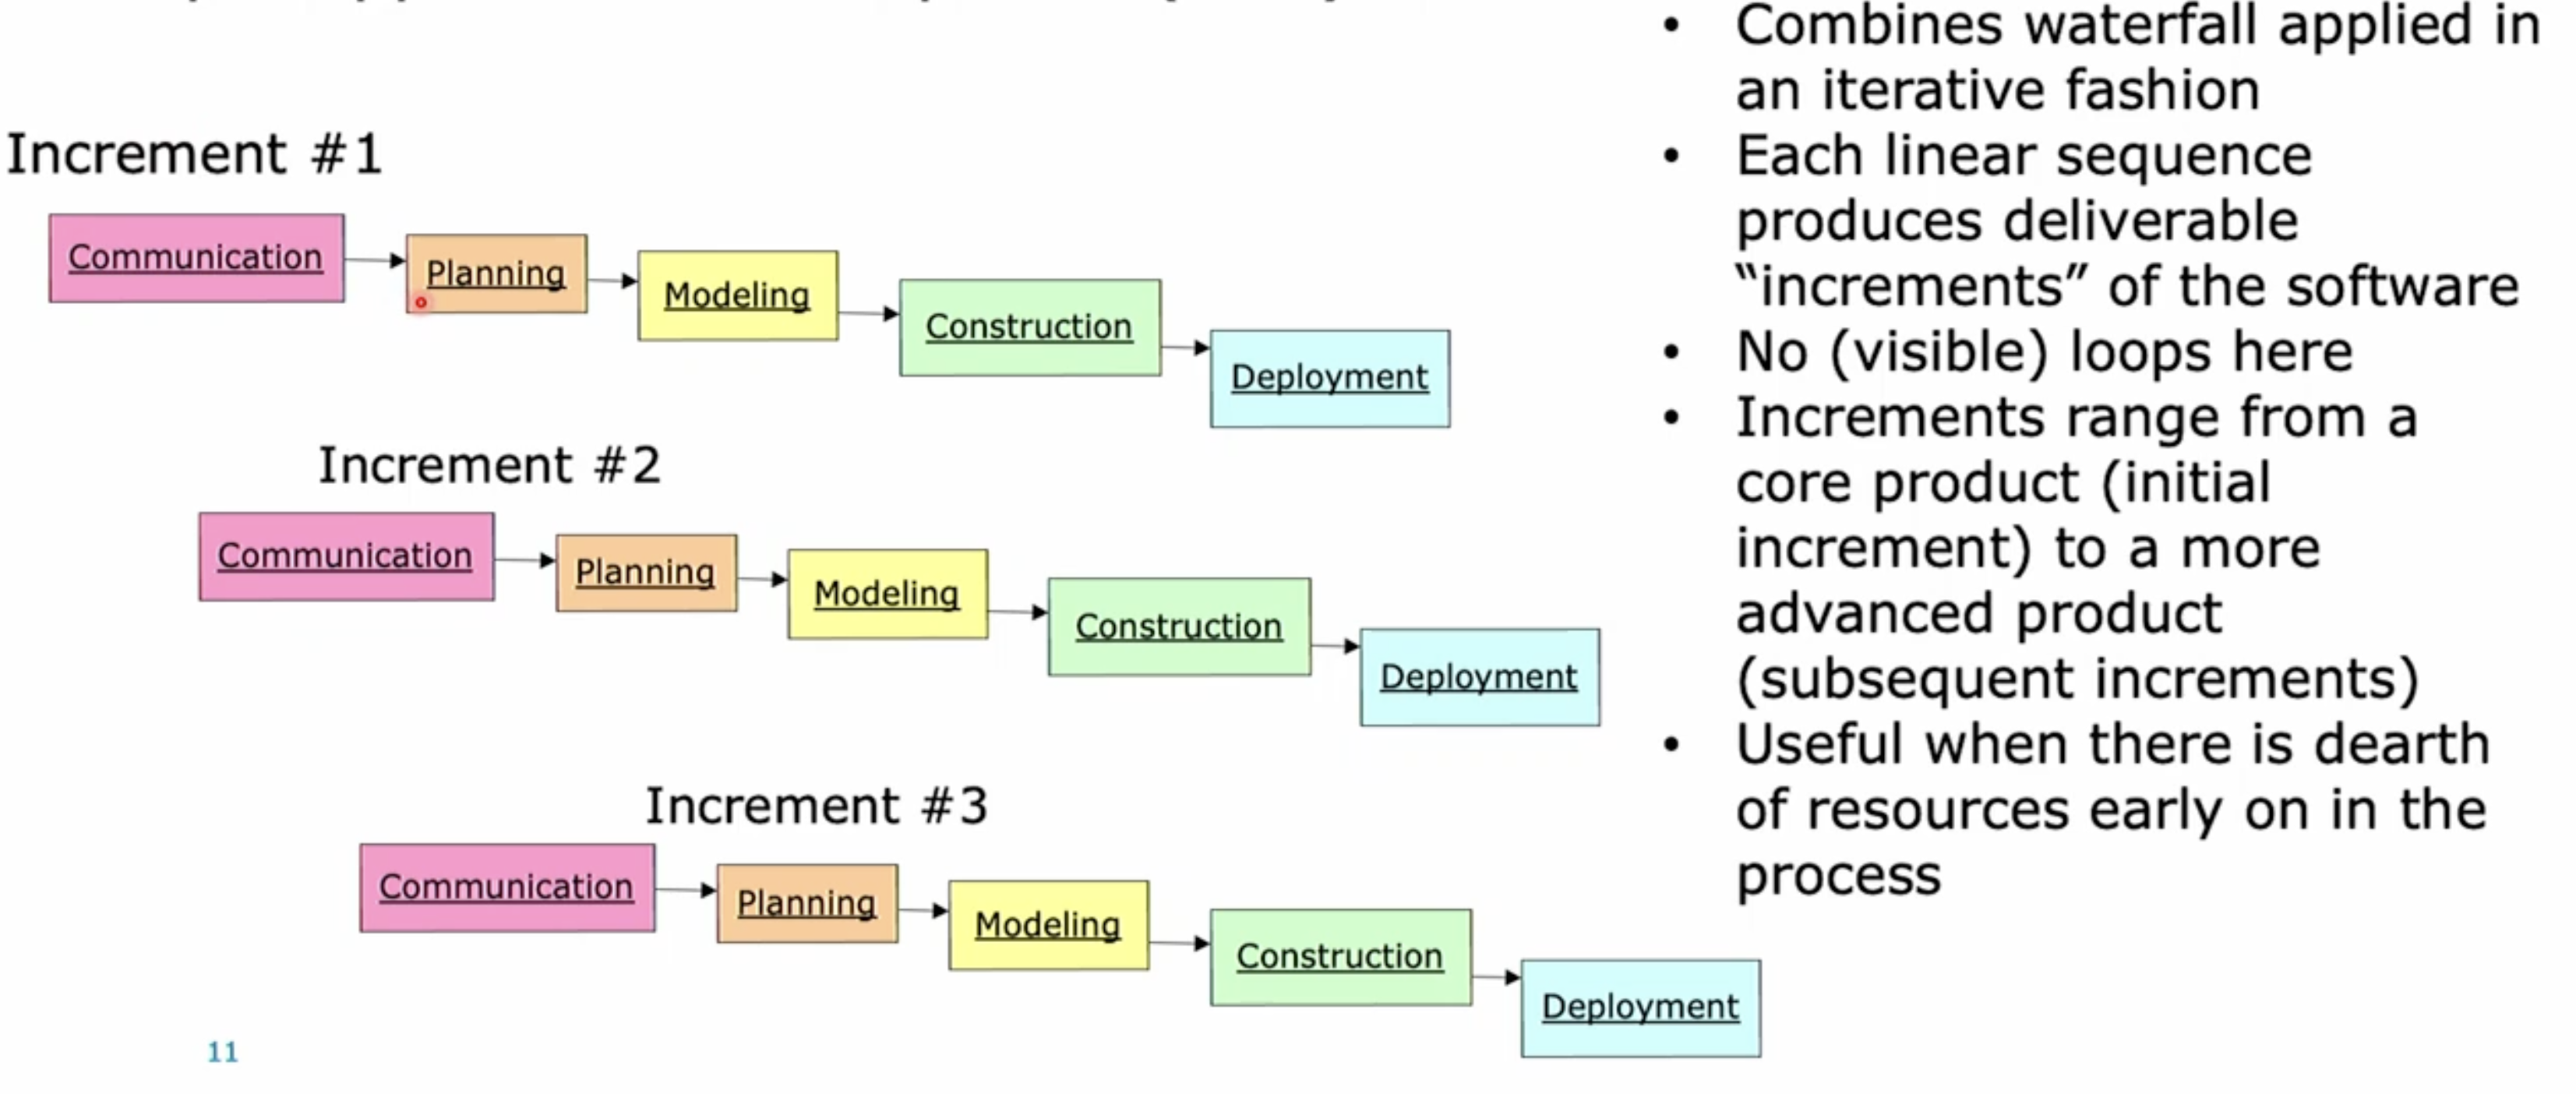 Increment #1
Communication
Planning
Modeling
Construction
Deployment
Increment #2
Communication
Planning
Modeling
Construction
Deployment
Increment #3
Communication
Planning
Modeling
Construction
Deployment
11
• Combines waterfall applied in
an iterative fashion
• Each linear sequence
produces deliverable
“increments” of the software
• No (visible) loops here
• Increments range from a
core product (initial
increment) to a more
advanced product
(subsequent increments)
• Useful when there is dearth
of resources early on in the
process